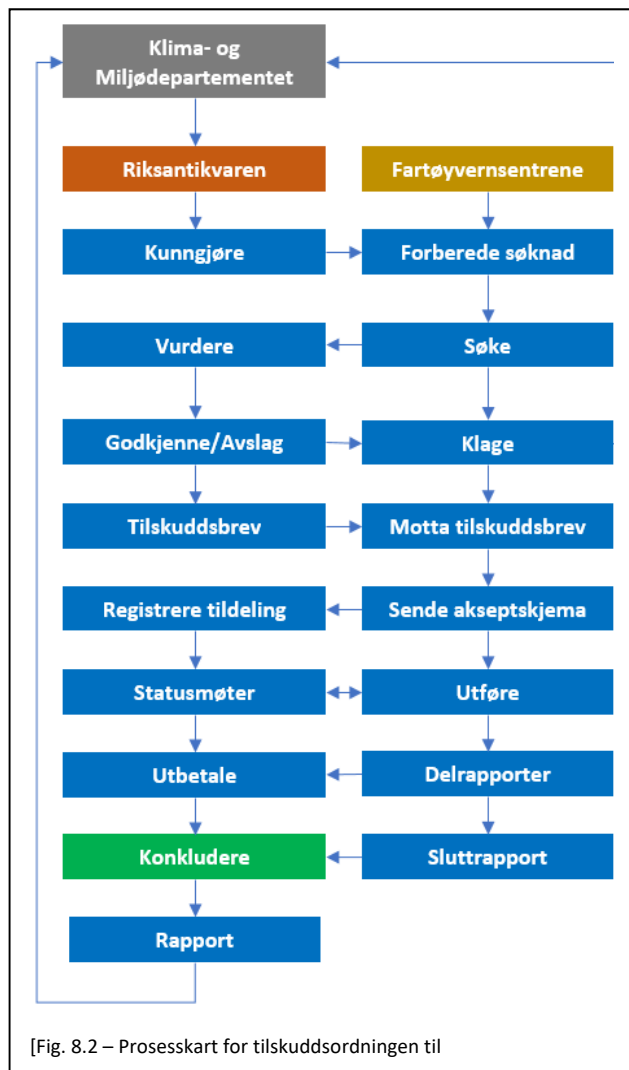 Klima- og
Miljødepartementet
Riksantikvaren
Fartøyvernsentrene
Kunngjøre
Forberede søknad
Vurdere
Søke
Godkjenne/Avslag
Klage
Tilskuddsbrev
Motta tilskuddsbrev
Registrere tildeling
Sende akseptskjema
Statusmøter
Utføre
Utbetale
Delrapporter
Konkludere
Sluttrapport
Rapport
[Fig. 8.2 – Prosesskart for tilskuddsordningen til